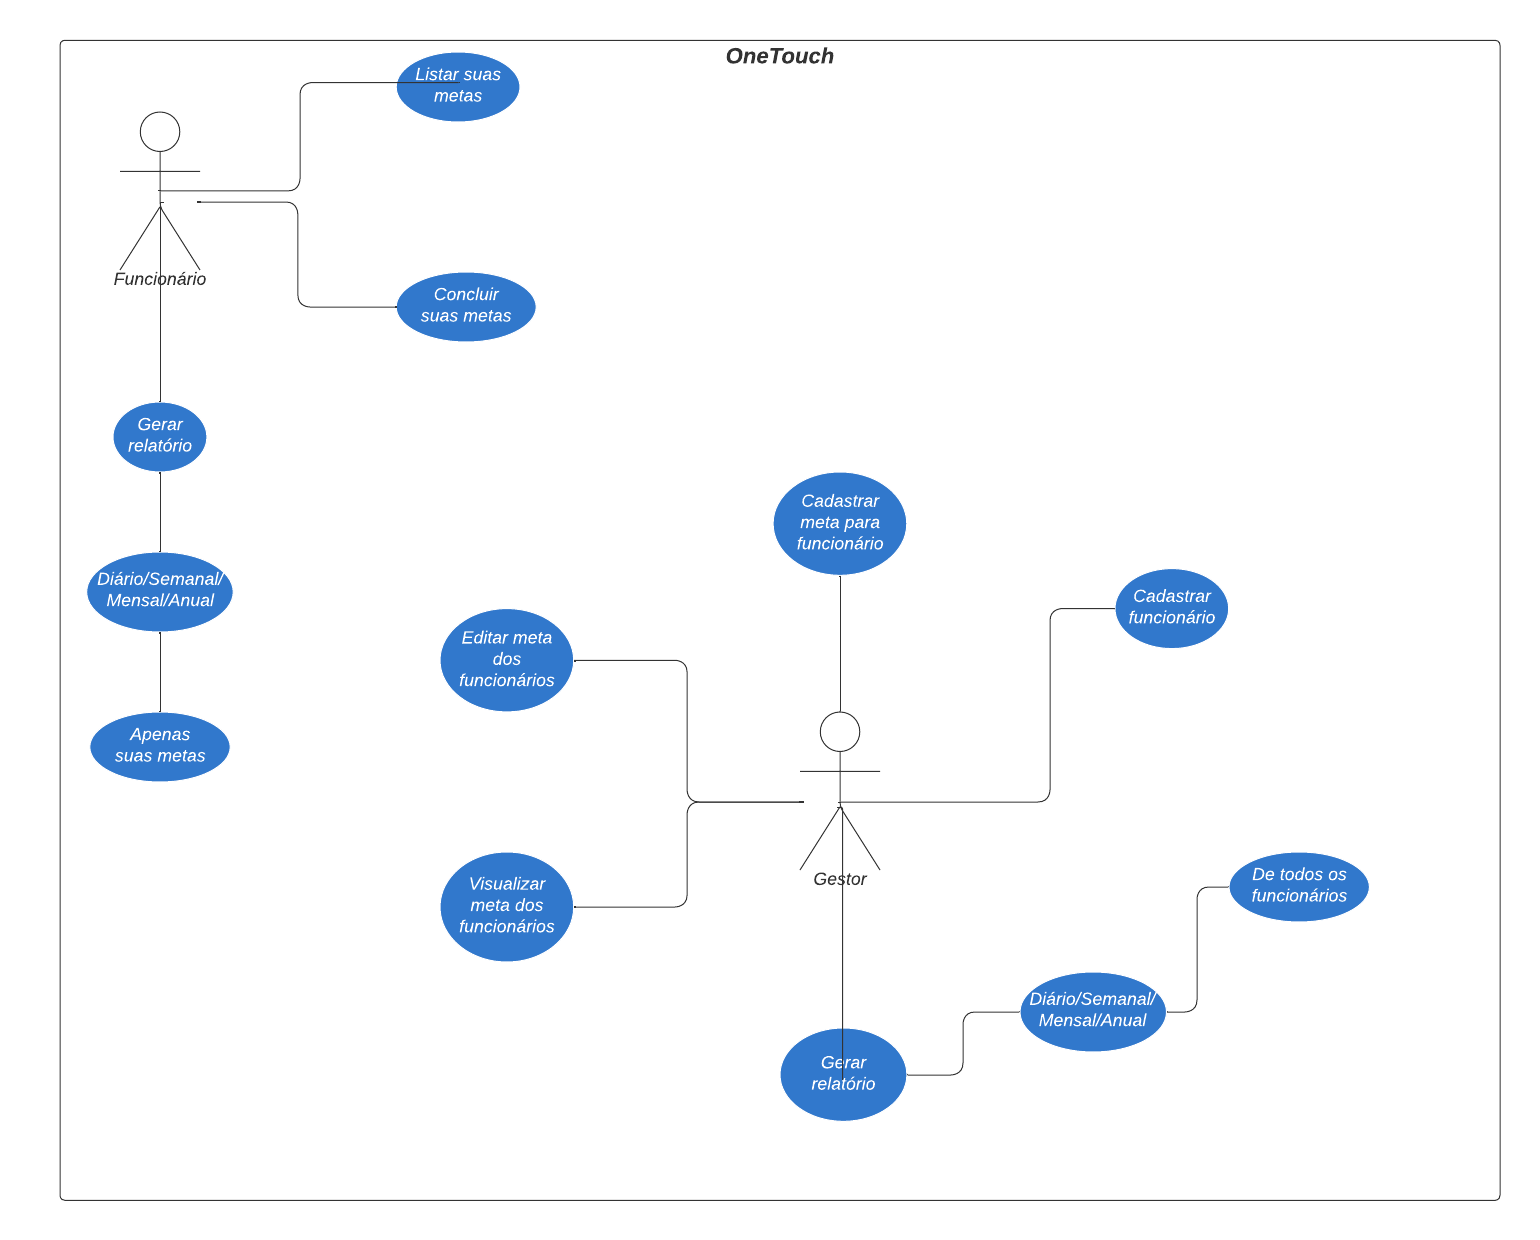 OneTouch
Listar suas
metas
Funcionário
Concluir
suas metas
Gerar
relatório
Diário/Semanal/
Mensal/Anual
Apenas
suas metas
Cadastrar
meta para
funcionário
Cadastrar
funcionário
Editar meta
dos
funcionários
Gestor
Visualizar
meta dos
funcionários
De todos os
funcionários
Diário/Semanal/
Mensal/Anual
Gerar
relatório